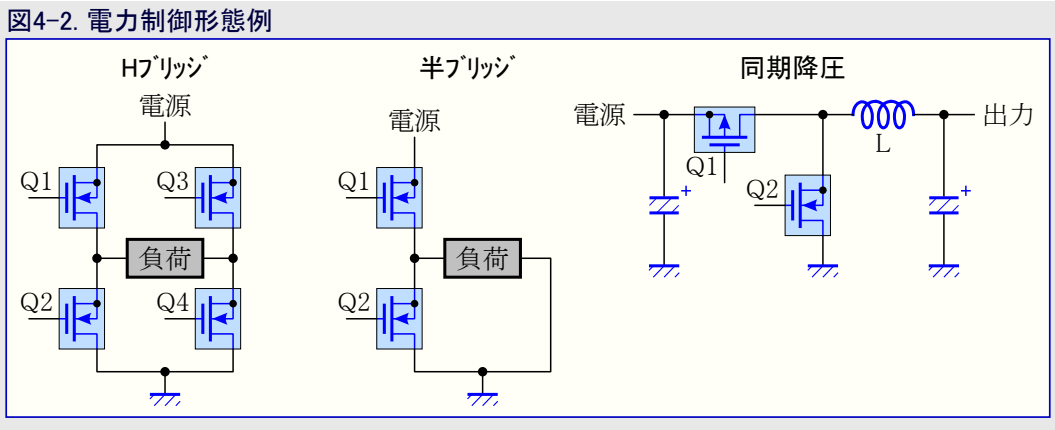 図4-2. 電力制御形態例
Hﾌﾞﾘｯｼﾞ
電源
Q1
Q3
負荷
Q2
Q4
半ﾌﾞﾘｯｼﾞ
電源
Q1
負荷
Q2
同期降圧
電源
出力
L
Q1
Q2
+
+